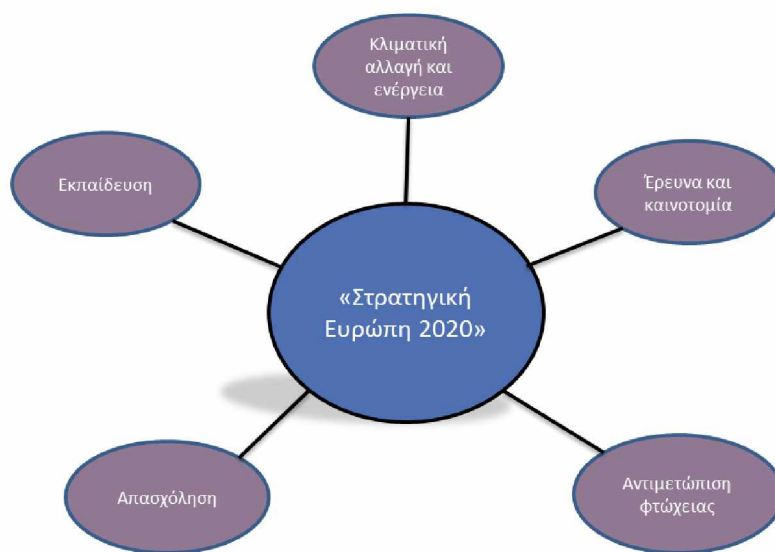 Κλιματική
αλλαγή και
ενέργεια
Εκπαίδευση
Έρευνα και
καινοτομία
«Στρατηγική
Ευρώπη 2020»
Απασχόληση
Αντιμετώπιση
φτώχειας